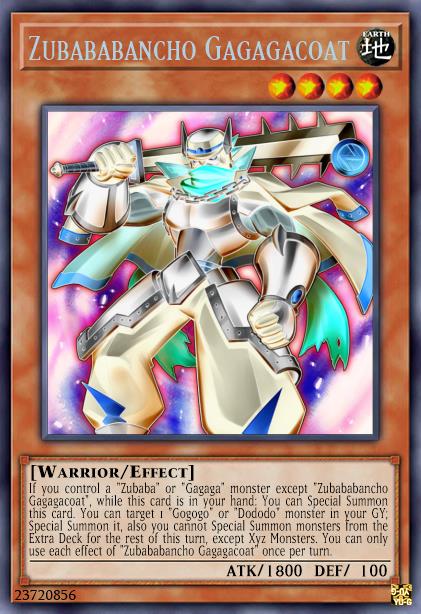 ZUBABABANCHO GAGAGACOAT
EARTH
地
[WARRIOR/EFFECT]
If you control a "Zubaba" or "Gagaga" monster except "Zubababancho
Gagagacoat", while this card is in your hand: You can Special Summon
this card. You can target 1 "Gogogo" or "Dododo" monster in your GY;
Special Summon it, also you cannot Special Summon monsters from the
Extra Deck for the rest of this turn, except Xyz Monsters. You can only
use each effect of "Zubababancho Gagagacoat" once per turn.
ATK/1800 DEF/ 100
23720856